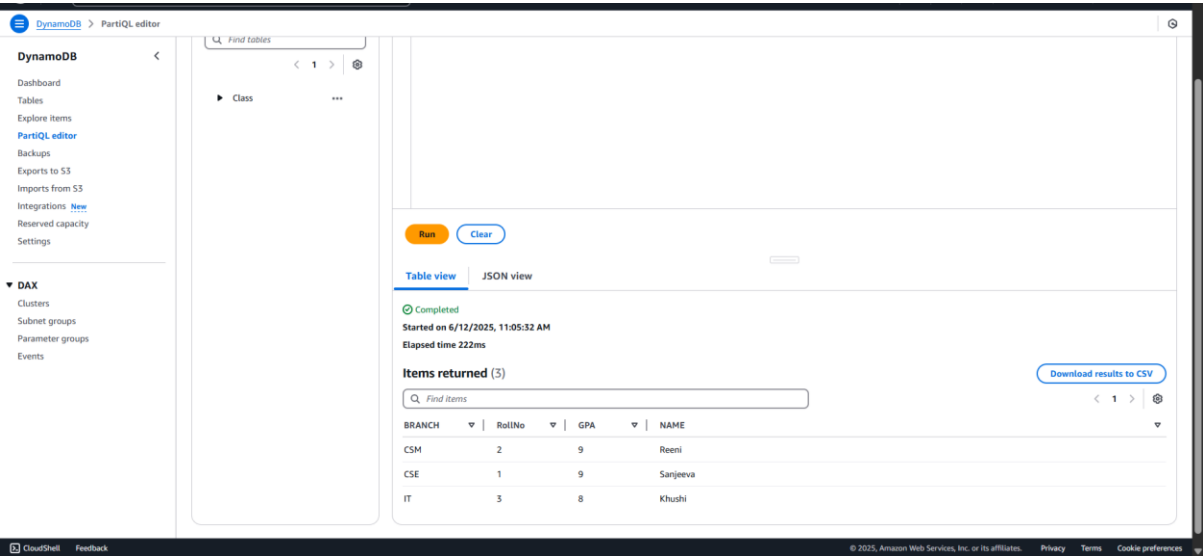 DynamoDB > PartiQL editor
DynamoDB
Dashboard
Tables
Explore items
PartiQL editor
Backups
Exports to S3
Imports from S3
Integrations New
Reserved capacity
Settings
DAX
Clusters
Subnet groups
Parameter groups
Events
Find tables
1
Class
Run Clear
Table view JSON view
Completed
Started on 6/12/2025, 11:05:32 AM
Elapsed time 222ms
Items returned (3) Download results to CSV
Find items 1
BRANCH RollNo GPA NAME
CSM 2 9 Reeni
CSE 1 9 Sanjeeva
IT 3 8 Khushi
CloudShell Feedback © 2025, Amazon Web Services, Inc. or its affiliates. Privacy Terms Cookie preferences